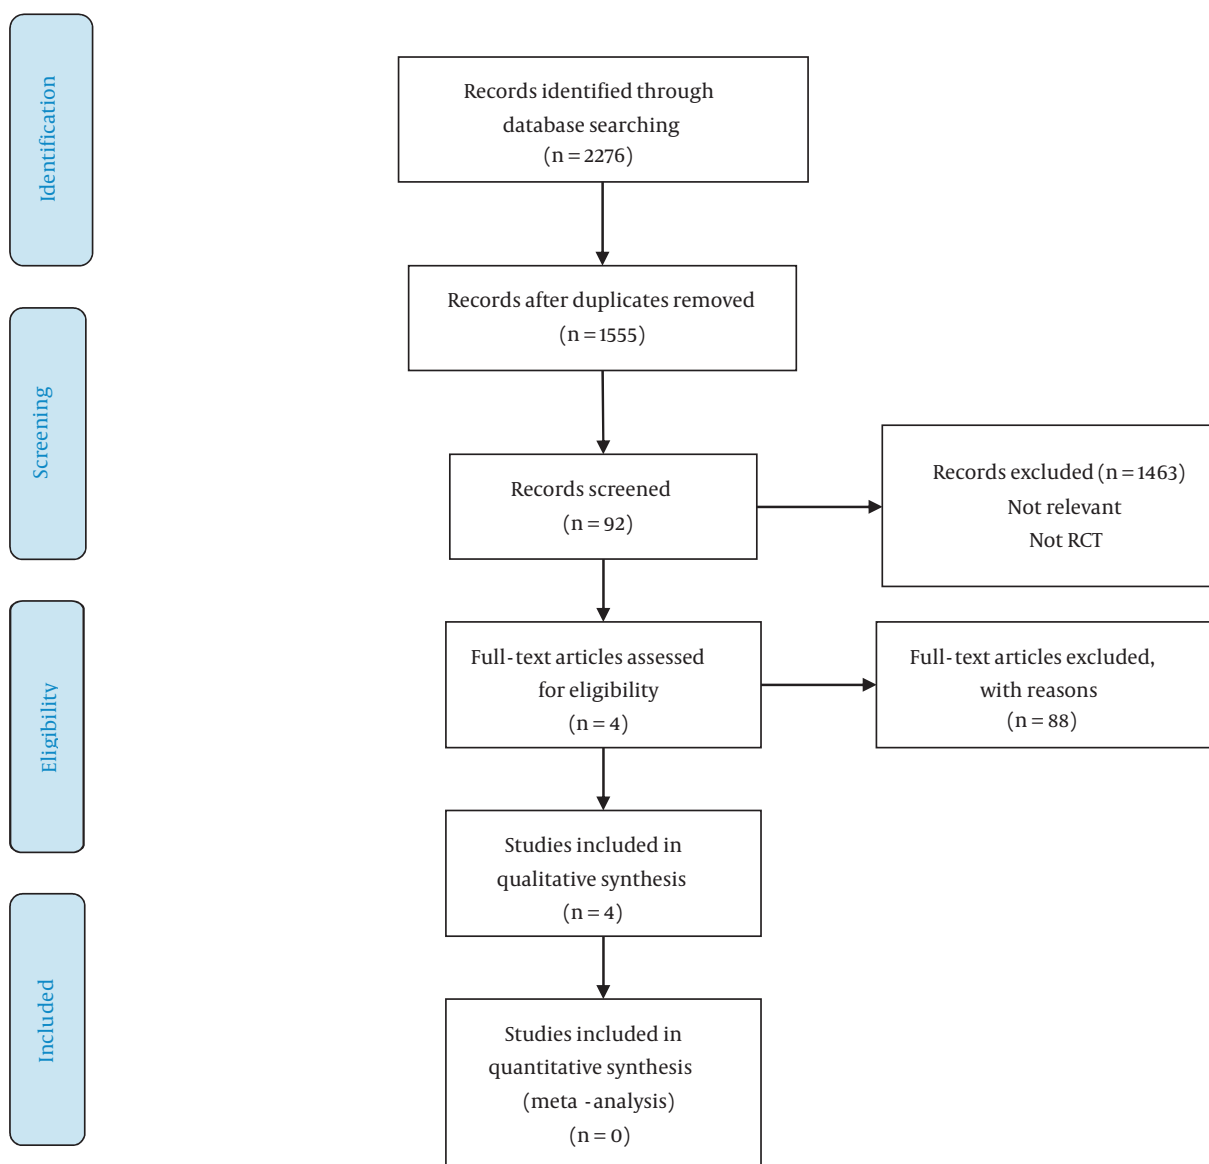 Identification
Records identified through
database searching
(n = 2276)
Records after duplicates removed
(n = 1555)
Screening
Records screened
(n = 92)
Records excluded (n = 1463)
Not relevant
Not RCT
Eligibility
Full-text articles assessed
for eligibility
(n = 4)
Full-text articles excluded,
with reasons
(n = 88)
Included
Studies included in
qualitative synthesis
(n = 4)
Studies included in
quantitative synthesis
(meta -analysis)
(n = 0)